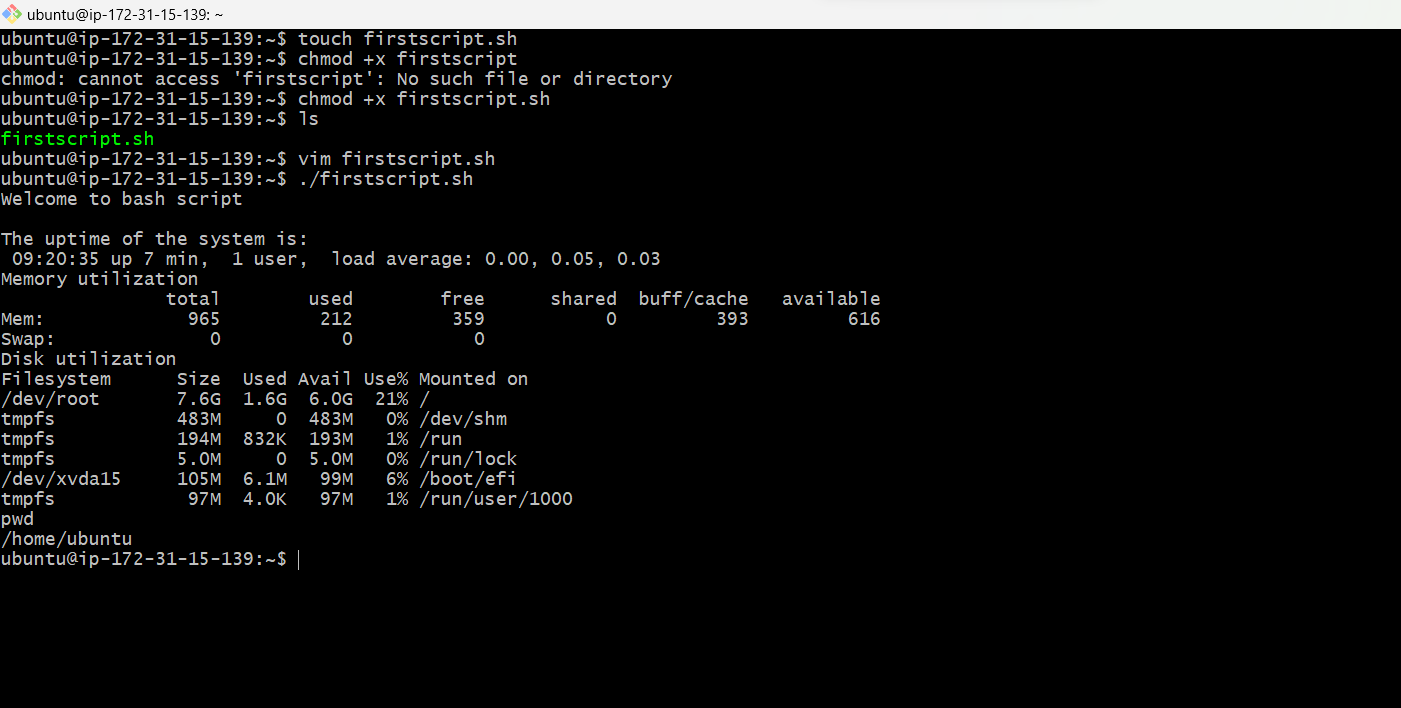 ubuntu@ip-172-31-15-139: ~
ubuntu@ip-172-31-15-139:~$ touch firstscript.sh
ubuntu@ip-172-31-15-139:~$ chmod +x firstscript
chmod: cannot access 'firstscript': No such file or directory
ubuntu@ip-172-31-15-139:~$ chmod +x firstscript.sh
ubuntu@ip-172-31-15-139:~$ ls
firstscript.sh
ubuntu@ip-172-31-15-139:~$ vim firstscript.sh
ubuntu@ip-172-31-15-139:~$ ./firstscript.sh
Welcome to bash script

The uptime of the system is:
 09:20:35 up 7 min,  1 user,  load average: 0.00, 0.05, 0.03
Memory utilization
               total        used        free      shared  buff/cache   available
Mem:             965         212         359           0         393         616
Swap:              0           0           0
Disk utilization
Filesystem      Size  Used Avail Use% Mounted on
/dev/root       7.6G  1.6G  6.0G  21% /
tmpfs           483M     0  483M   0% /dev/shm
tmpfs           194M  832K  193M   1% /run
tmpfs           5.0M     0  5.0M   0% /run/lock
/dev/xvda15     105M  6.1M   99M   6% /boot/efi
tmpfs            97M  4.0K   97M   1% /run/user/1000
pwd
/home/ubuntu
ubuntu@ip-172-31-15-139:~$